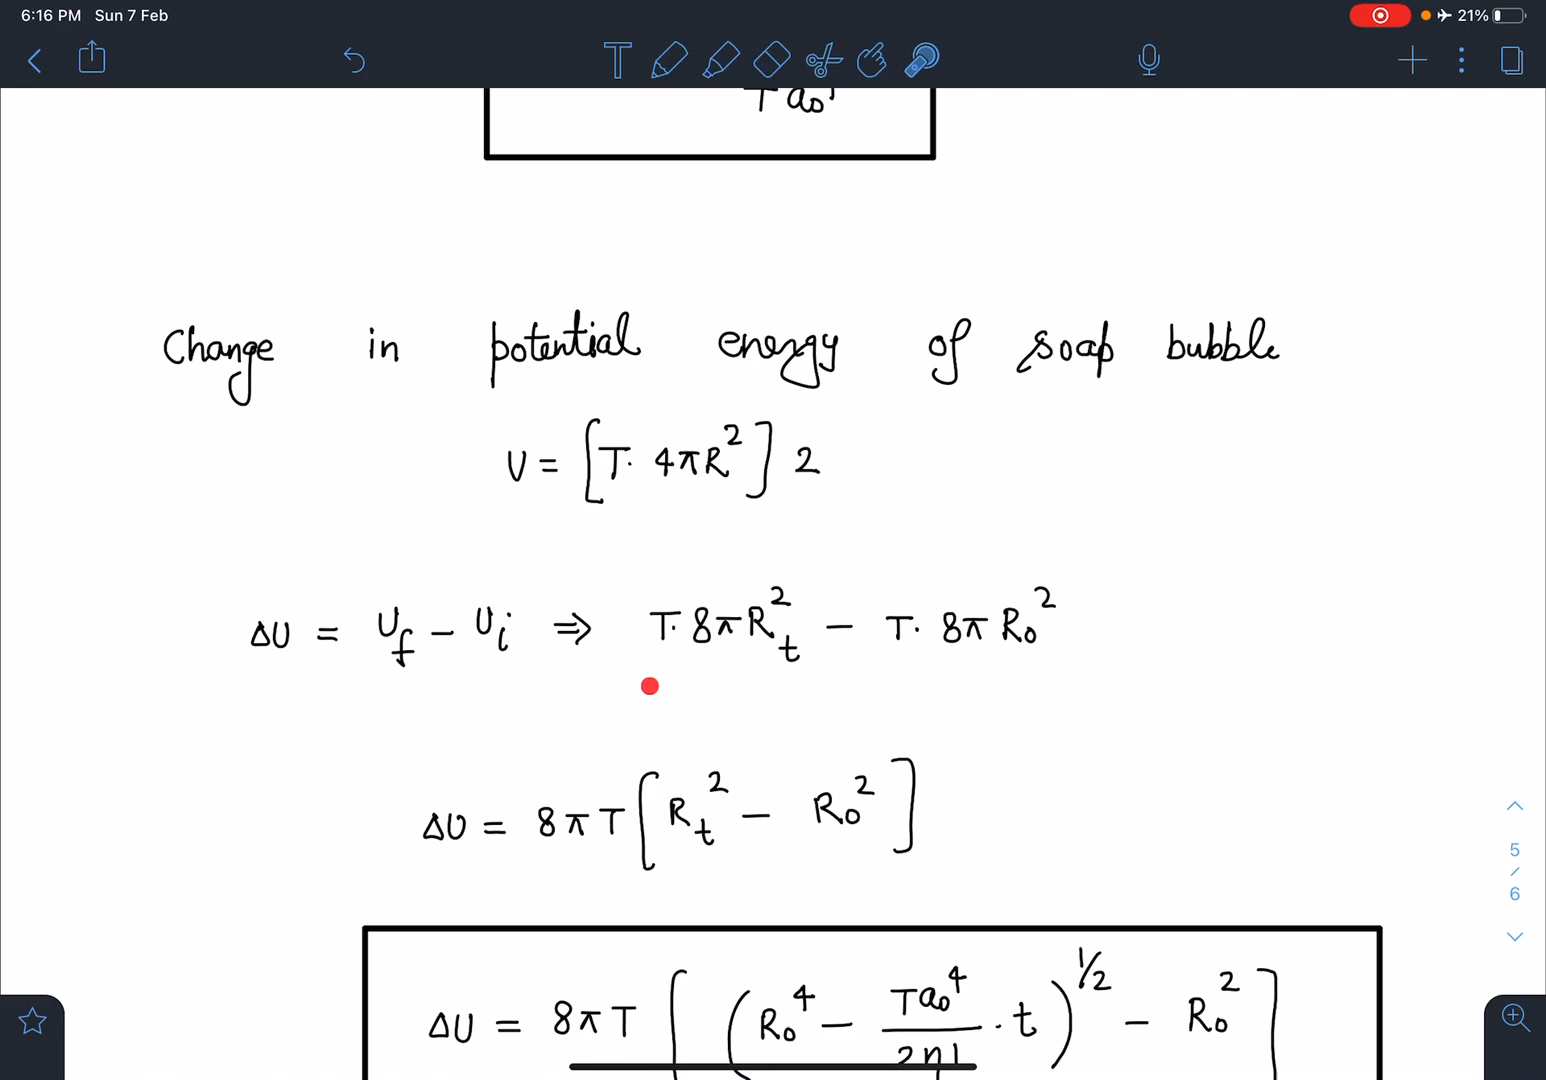 6:16 PM Sun 7 Feb
21%
T a₀⁴
Change in potential energy of soap bubble
U = [T. 4πR²] 2
ΔU = U_f - U_i ⇒ T. 8πR_t² - T. 8πR₀²
ΔU = 8πT [R_t² - R₀²]
5
/
6
ΔU = 8πT [(R₀⁴ - Ta₀⁴/2ηl . t)^1/2 - R₀²]